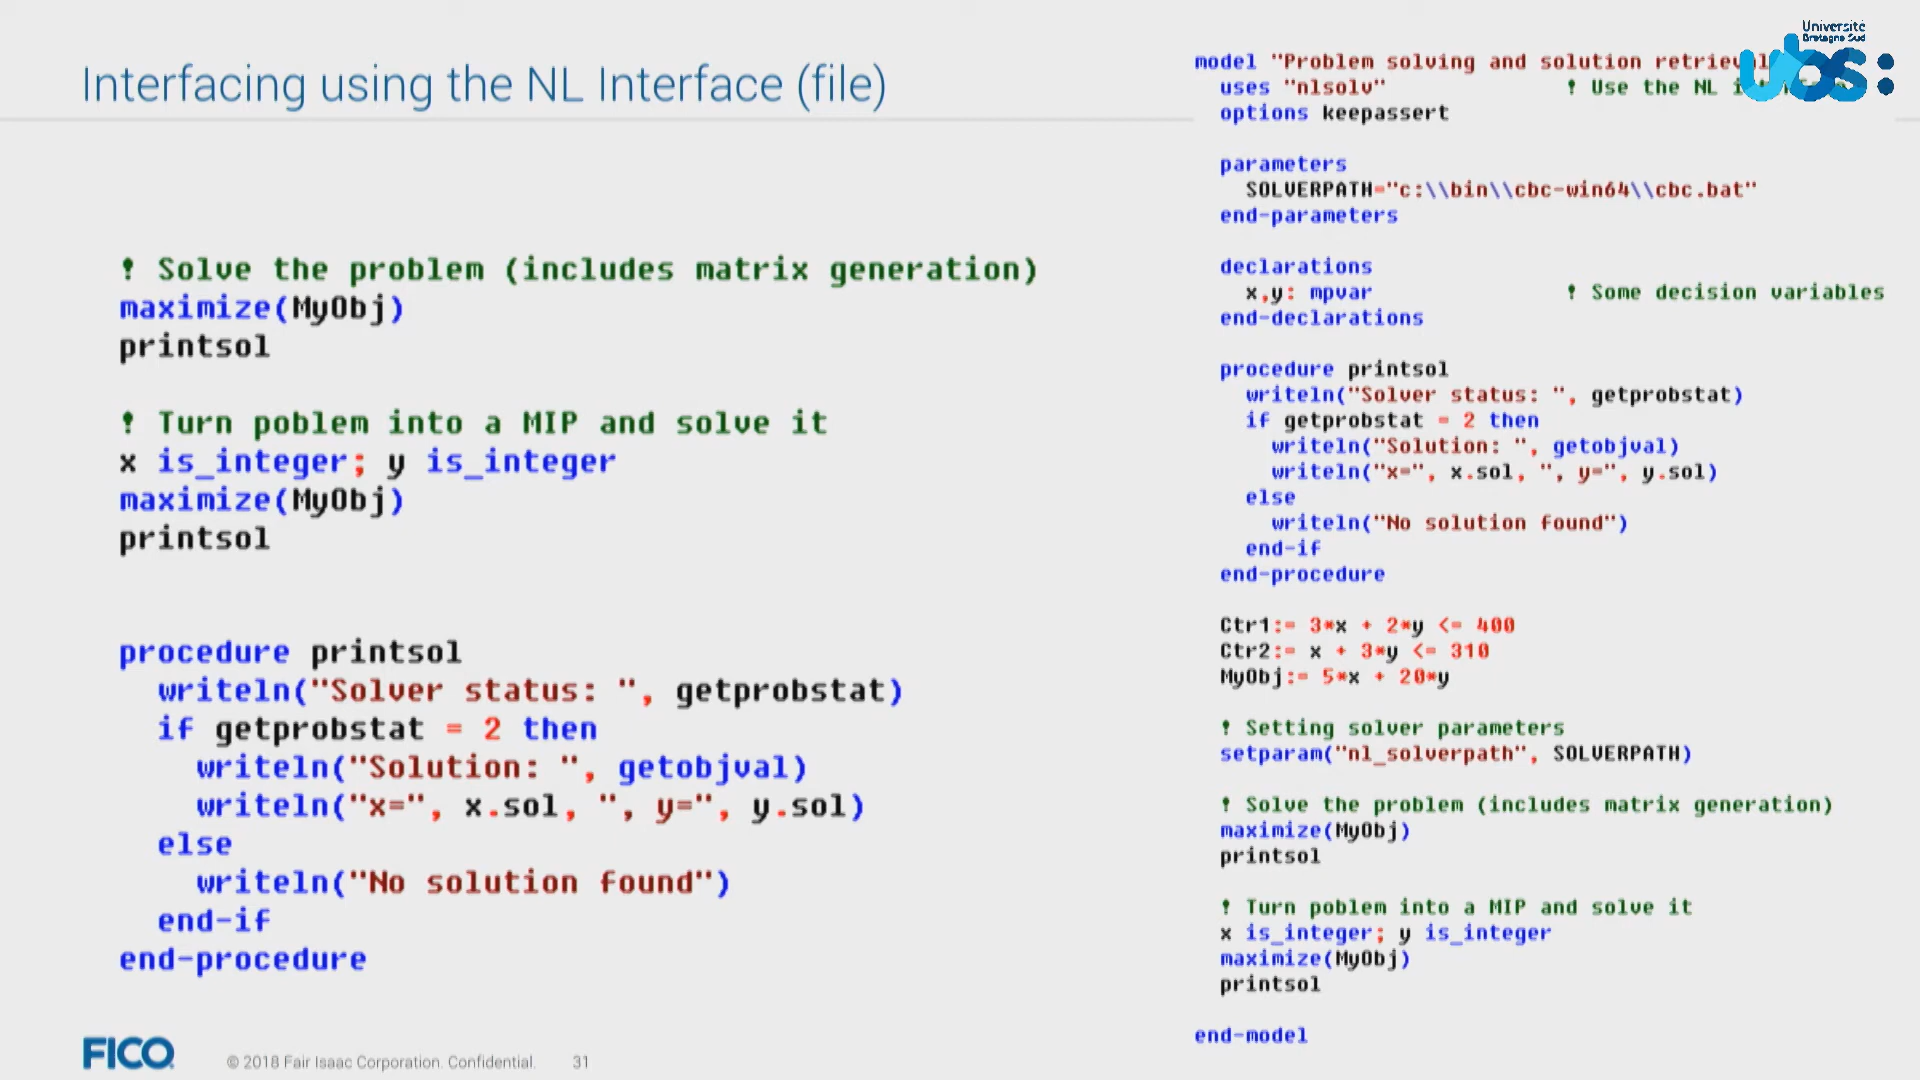 Interfacing using the NL Interface (file)
! Solve the problem (includes matrix generation)
maximize(MyObj)
printsol
! Turn poblem into a MIP and solve it
x is_integer; y is_integer
maximize(MyObj)
printsol
procedure printsol
writeln("Solver status: ", getprobstat)
if getprobstat = 2 then
writeln("Solution: ", getobjval)
writeln("x=", x.sol, ", y=", y.sol)
else
writeln("No solution found")
end-if
end-procedure
model "Problem solving and solution
uses "nlsolv" ! Use the NL
options keepassert
parameters
SOLVERPATH="c:\\bin\\cbc-win64\\cbc.bat"
end-parameters
declarations
x,y: mpvar ! Some decision variables
end-declarations
procedure printsol
writeln("Solver status: ", getprobstat)
if getprobstat = 2 then
writeln("Solution: ", getobjval)
writeln("x=", x.sol, ", y=", y.sol)
else
writeln("No solution found")
end-if
end-procedure
Ctr1:= 3*x + 2*y <= 400
Ctr2:= x + 3*y <= 310
MyObj:= 5*x + 20*y
! Setting solver parameters
setparam("nl_solverpath", SOLVERPATH)
! Solve the problem (includes matrix generation)
maximize(MyObj)
printsol
! Turn poblem into a MIP and solve it
x is_integer; y is_integer
maximize(MyObj)
printsol
end-model
Université
Bretagne Sud
ubs:
FICO
© 2018 Fair Isaac Corporation. Confidential.
31